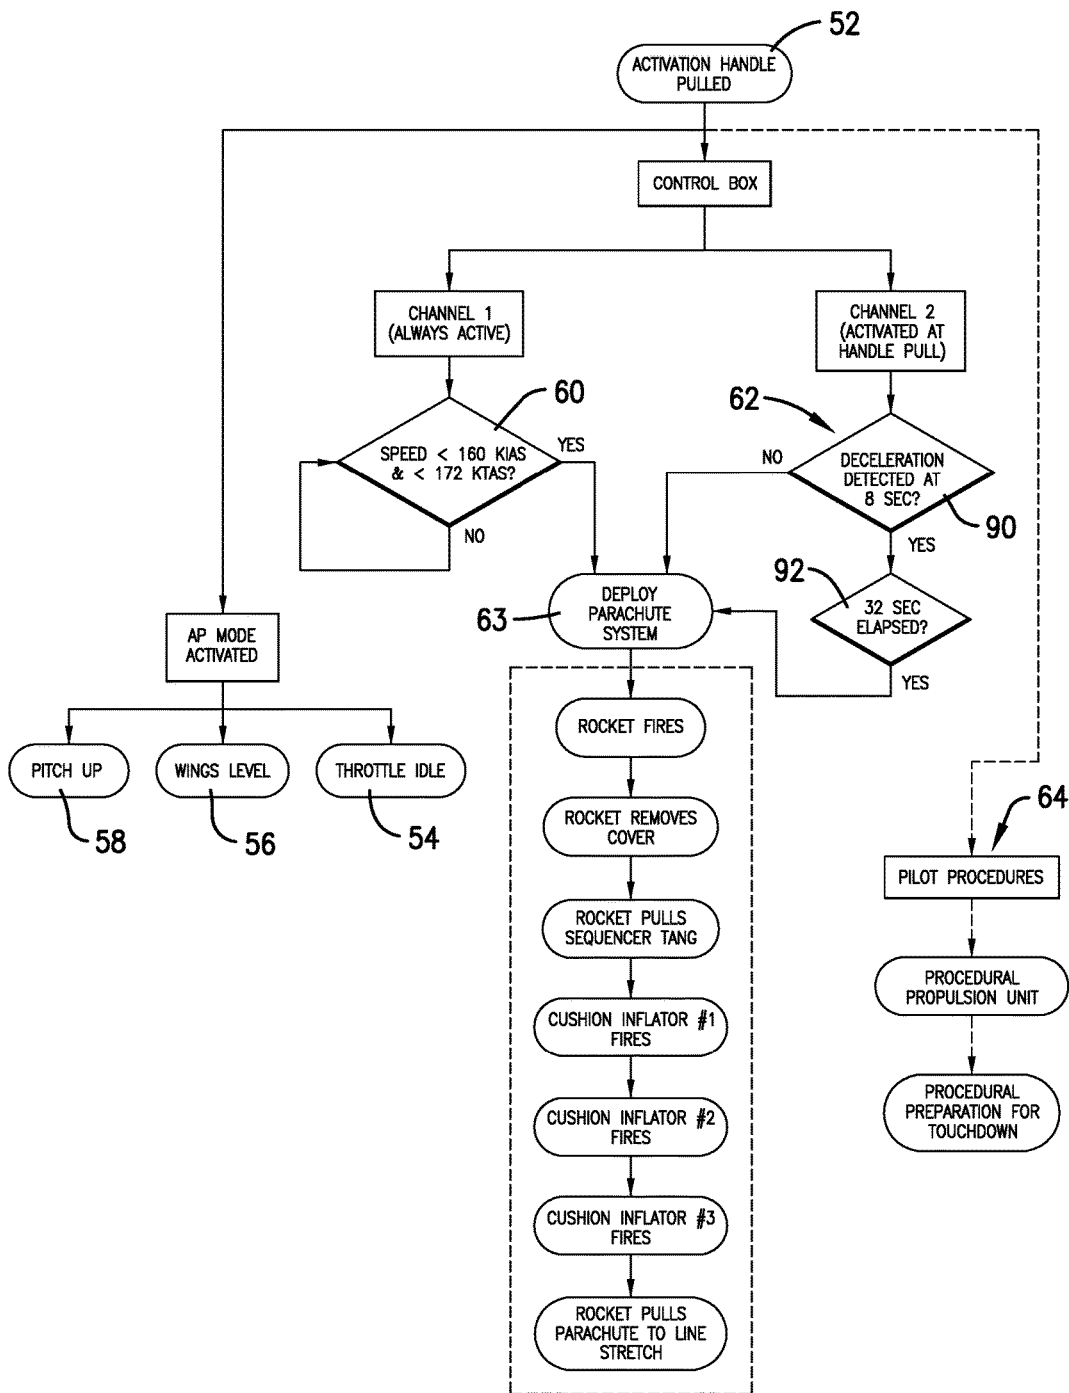 52
ACTIVATION HANDLE
PULLED
CONTROL BOX
CHANNEL 1
(ALWAYS ACTIVE)
CHANNEL 2
(ACTIVATED AT
HANDLE PULL)
60
SPEED < 160 KIAS
& < 172 KTAS?
YES
NO
62
NO
DECELERATION
DETECTED AT
8 SEC?
90
YES
92
32 SEC
ELAPSED?
YES
63
DEPLOY
PARACHUTE
SYSTEM
AP MODE
ACTIVATED
PITCH UP
58
WINGS LEVEL
56
THROTTLE IDLE
54
ROCKET FIRES
ROCKET REMOVES
COVER
ROCKET PULLS
SEQUENCER TANG
CUSHION INFLATOR #1
FIRES
CUSHION INFLATOR #2
FIRES
CUSHION INFLATOR #3
FIRES
ROCKET PULLS
PARACHUTE TO LINE
STRETCH
64
PILOT PROCEDURES
PROCEDURAL
PROPULSION UNIT
PROCEDURAL
PREPARATION FOR
TOUCHDOWN